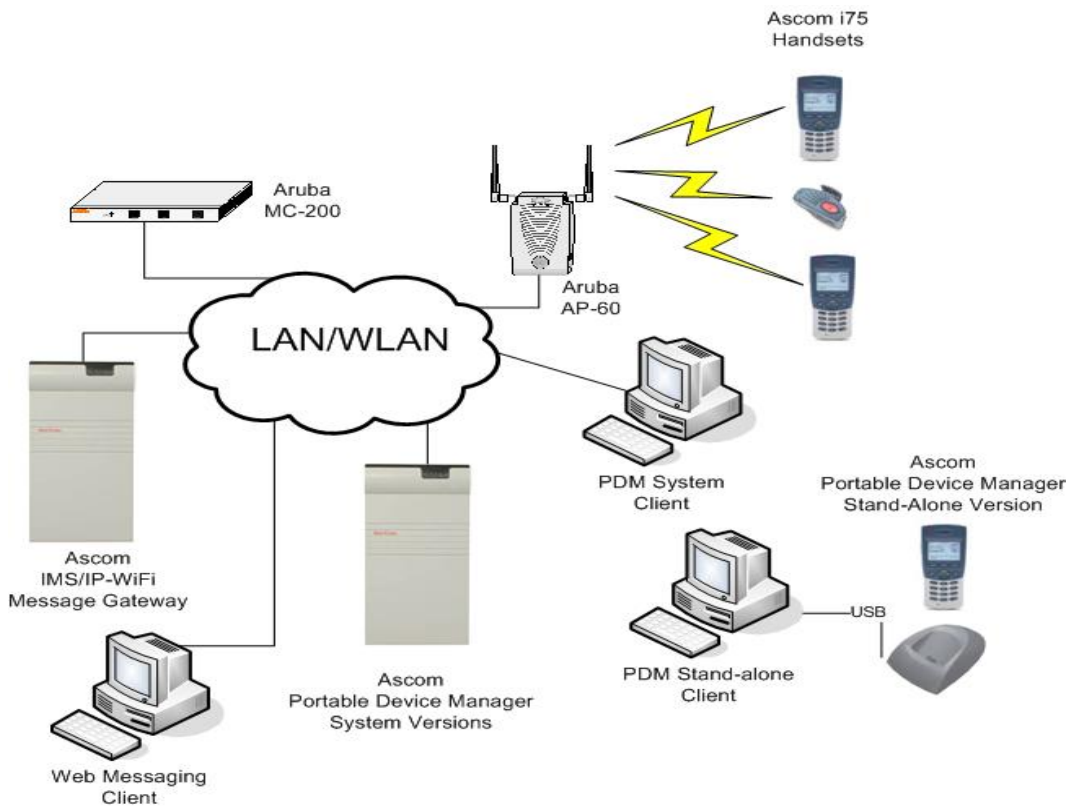 Ascom i75
Handsets
Aruba
MC-200
Aruba
AP-60
LAN/WLAN
PDM System
Client
Ascom
Portable Device Manager
Stand-Alone Version
Ascom
IMS/IP-WiFi
Message Gateway
USB
PDM Stand-alone
Client
Ascom
Portable Device Manager
System Versions
Web Messaging
Client